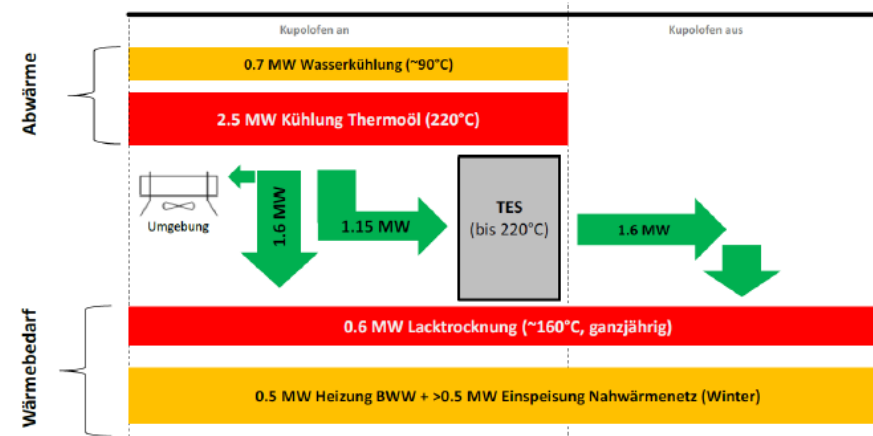 Kupolofen an
Kupolofen aus
Abwärme
0.7 MW Wasserkühlung (~90°C)
2.5 MW Kühlung Thermoöl (220°C)
Umgebung
1.6 MW
1.15 MW
TES
(bis 220°C)
1.6 MW
Wärmebedarf
0.6 MW Lacktrocknung (~160°C, ganzjährig)
0.5 MW Heizung BWW + >0.5 MW Einspeisung Nahwärmenetz (Winter)